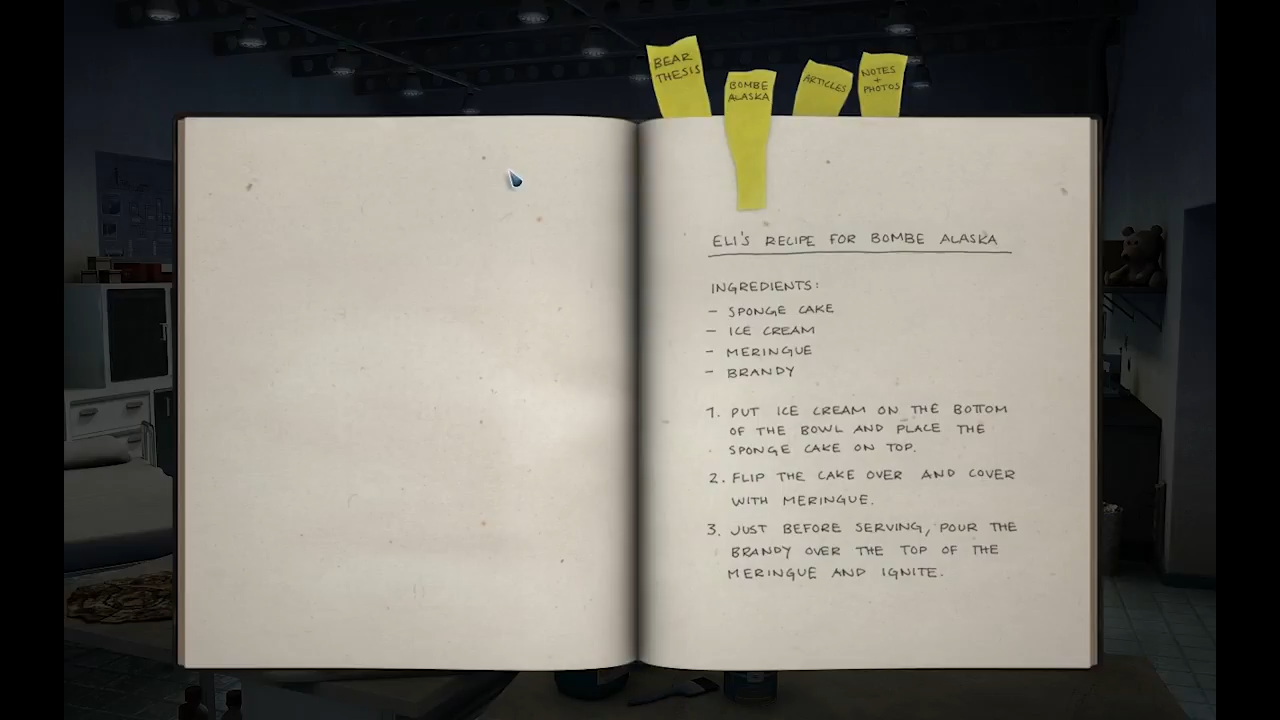 BEAR
THESIS
BOMBE
ALASKA
ARTICLES
NOTES
+
PHOTOS
ELI'S RECIPE FOR BOMBE ALASKA
INGREDIENTS:
- SPONGE CAKE
- ICE CREAM
- MERINGUE
- BRANDY
1. PUT ICE CREAM ON THE BOTTOM
OF THE BOWL AND PLACE THE
SPONGE CAKE ON TOP.
2. FLIP THE CAKE OVER AND COVER
WITH MERINGUE.
3. JUST BEFORE SERVING, POUR THE
BRANDY OVER THE TOP OF THE
MERINGUE AND IGNITE.